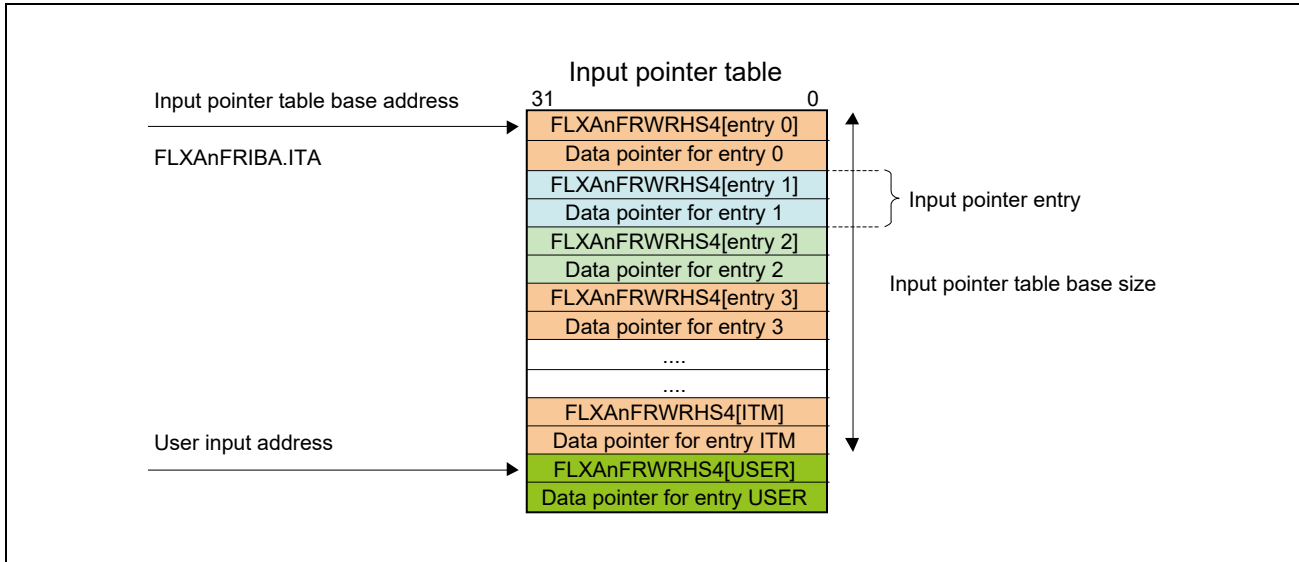 Input pointer table
31 0
Input pointer table base address
FLXAnFRIBA.ITA
FLXAnFRWRHS4[entry 0]
Data pointer for entry 0
FLXAnFRWRHS4[entry 1]
Data pointer for entry 1
Input pointer entry
FLXAnFRWRHS4[entry 2]
Data pointer for entry 2
FLXAnFRWRHS4[entry 3]
Data pointer for entry 3
Input pointer table base size
....
....
FLXAnFRWRHS4[ITM]
Data pointer for entry ITM
User input address
FLXAnFRWRHS4[USER]
Data pointer for entry USER